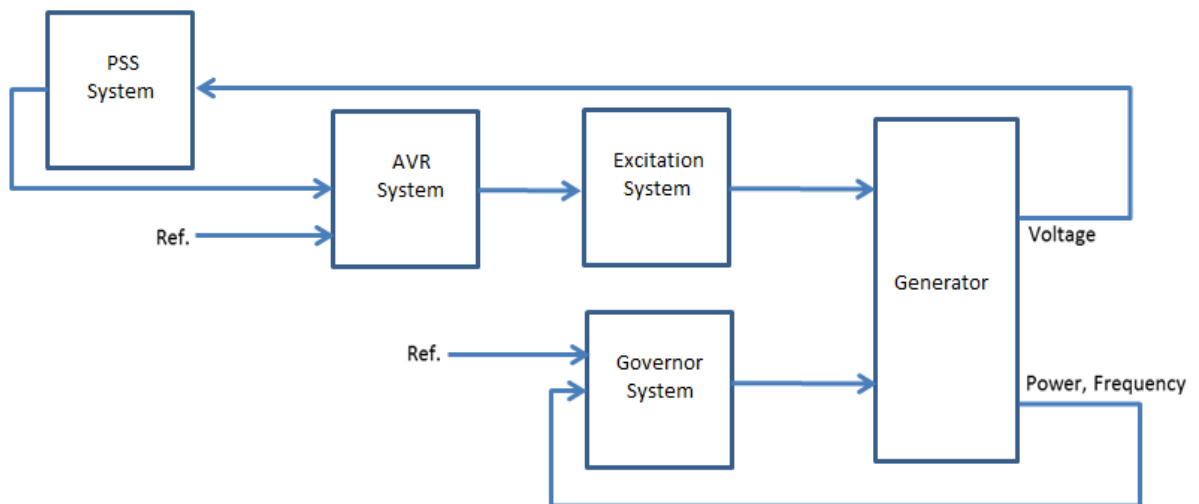 PSS
System
AVR
System
Excitation
System
Ref.
Voltage
Generator
Ref.
Governor
System
Power, Frequency